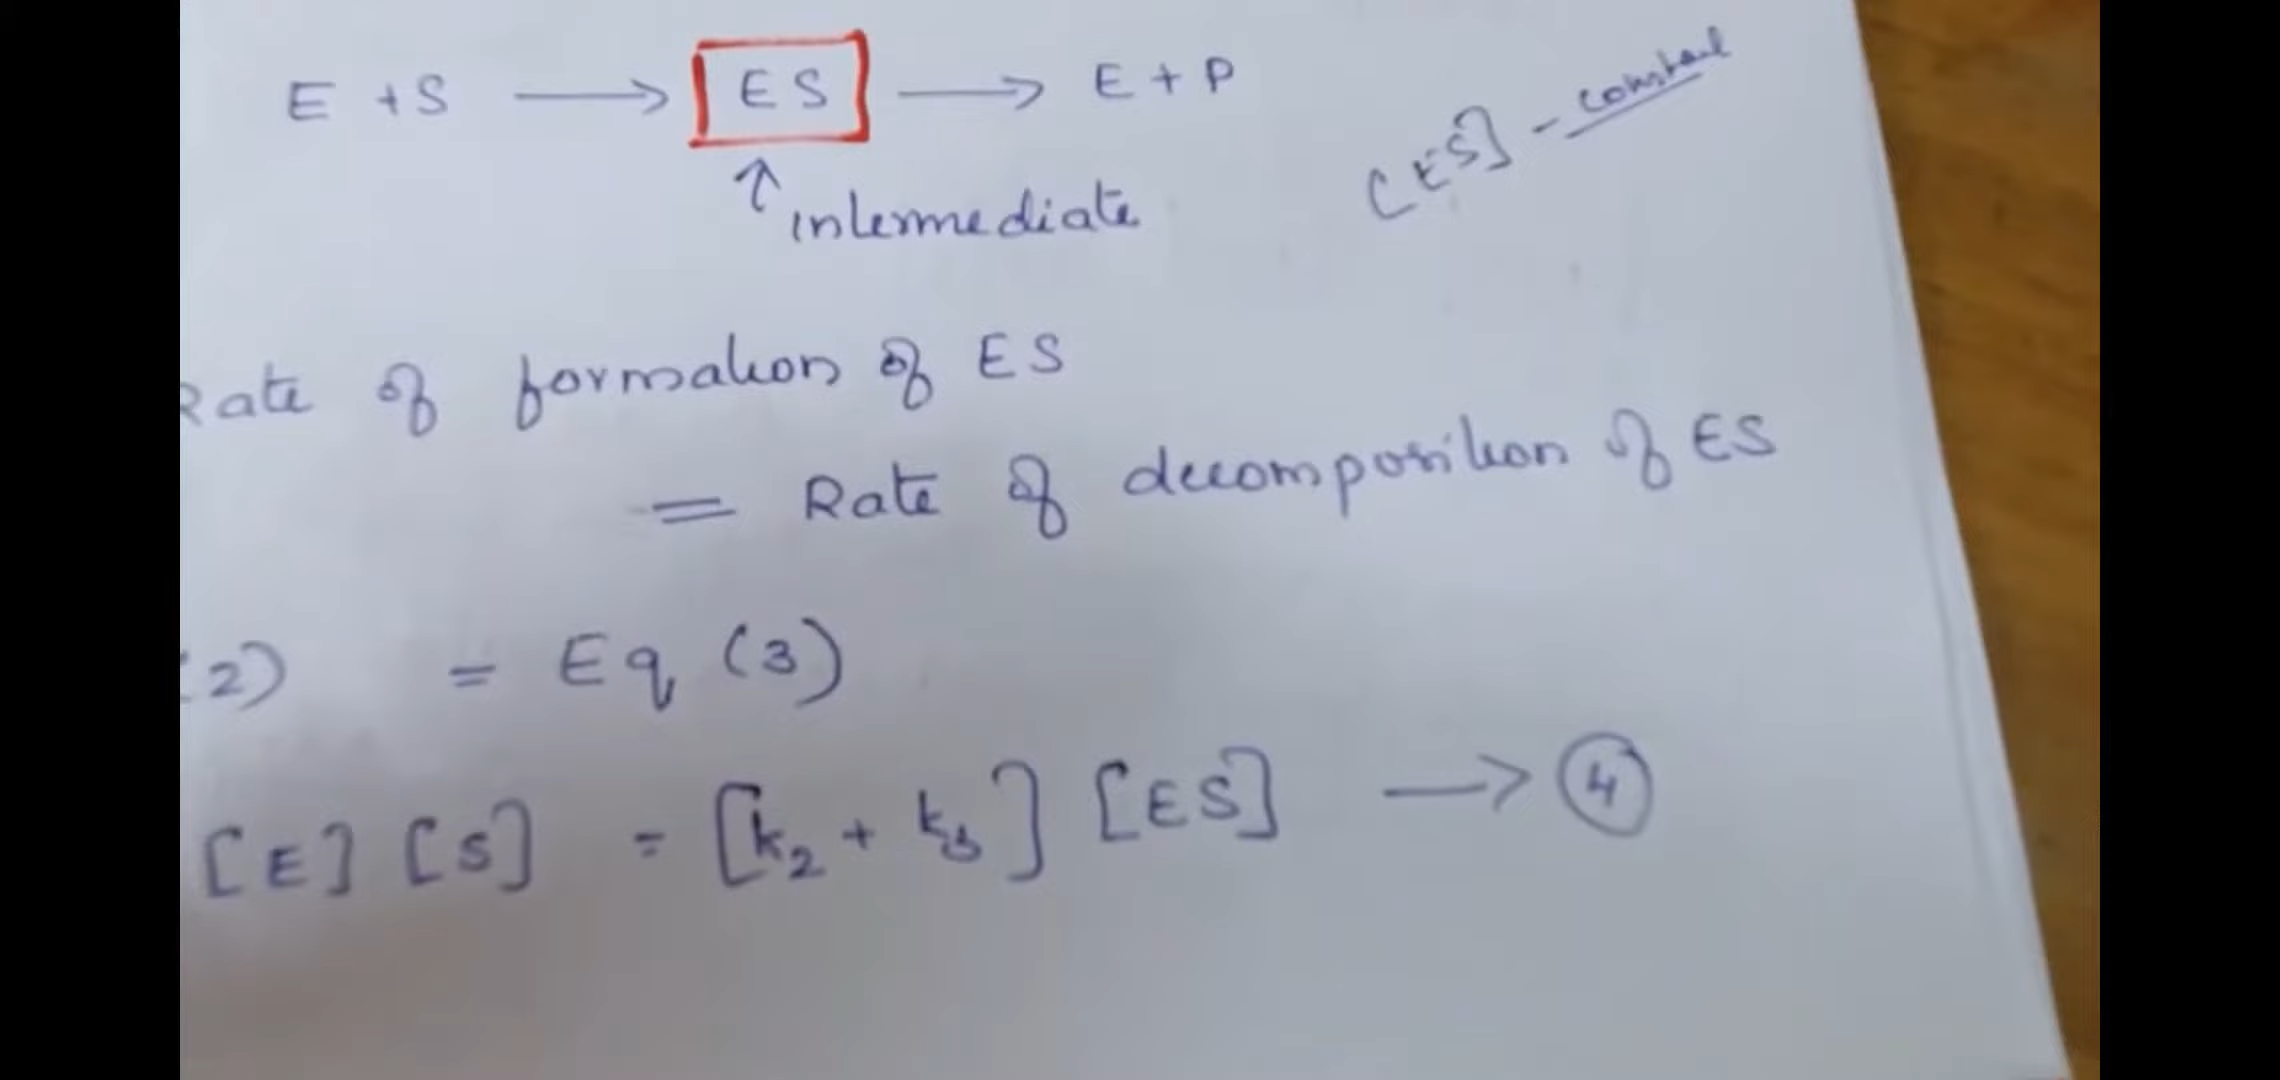 E + S ⟶ ES ⟶ E + P
[ES] - constant
↑ intermediate
Rate of formation of ES
= Rate of decomposition of ES
(2) = Eq (3)
[E] [S] = [k₂ + k₃] [ES] ⟶ ④